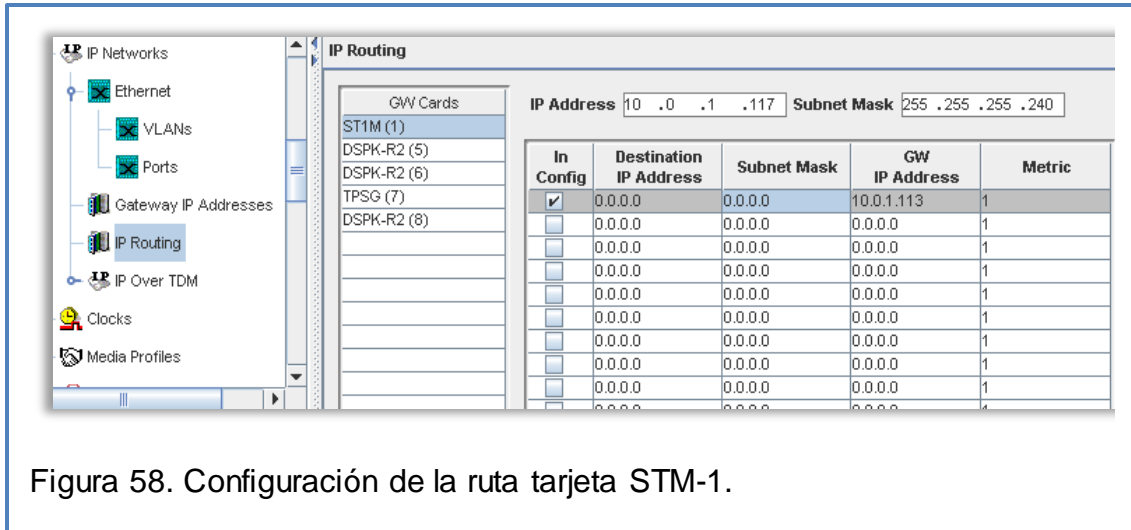 IP Networks
Ethernet
VLANs
Ports
Gateway IP Addresses
IP Routing
IP Over TDM
Clocks
Media Profiles
IP Routing
GW Cards
ST1M (1)
DSPK-R2 (5)
DSPK-R2 (6)
TPSG (7)
DSPK-R2 (8)
IP Address 10 .0 .1 .117 Subnet Mask 255 .255 .255 .240
In Config Destination IP Address Subnet Mask GW IP Address Metric
0.0.0.0 0.0.0.0 10.0.1.113 1
0.0.0.0 0.0.0.0 0.0.0.0 1
0.0.0.0 0.0.0.0 0.0.0.0 1
0.0.0.0 0.0.0.0 0.0.0.0 1
0.0.0.0 0.0.0.0 0.0.0.0 1
0.0.0.0 0.0.0.0 0.0.0.0 1
0.0.0.0 0.0.0.0 0.0.0.0 1
0.0.0.0 0.0.0.0 0.0.0.0 1
0.0.0.0 0.0.0.0 0.0.0.0 1
Figura 58. Configuración de la ruta tarjeta STM-1.